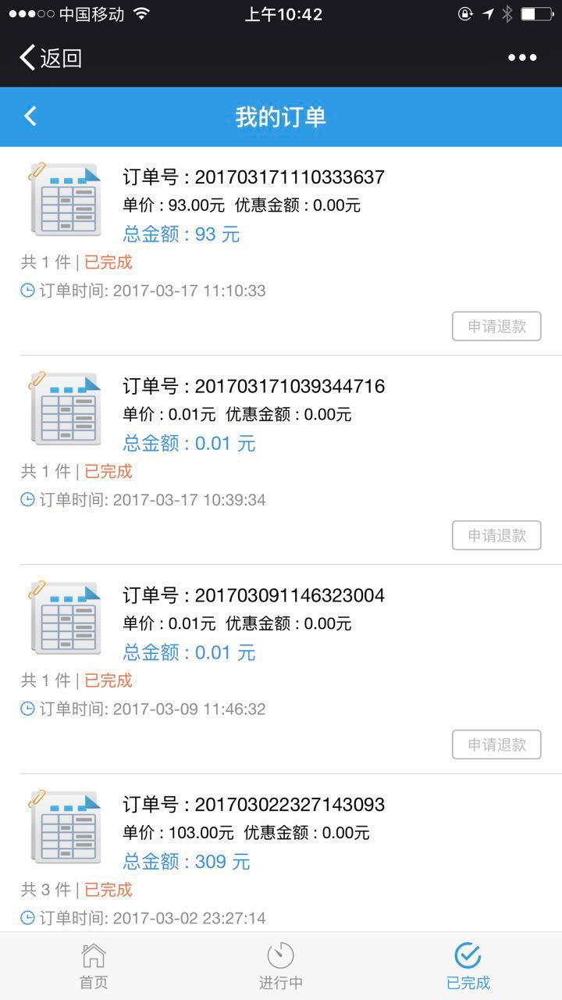 中国移动 上午10:42
返回
我的订单
订单号 : 201703171110333637
单价 : 93.00元 优惠金额 : 0.00元
总金额 : 93 元
共 1 件 | 已完成
订单时间: 2017-03-17 11:10:33
申请退款
订单号 : 201703171039344716
单价 : 0.01元 优惠金额 : 0.00元
总金额 : 0.01 元
共 1 件 | 已完成
订单时间: 2017-03-17 10:39:34
申请退款
订单号 : 201703091146323004
单价 : 0.01元 优惠金额 : 0.00元
总金额 : 0.01 元
共 1 件 | 已完成
订单时间: 2017-03-09 11:46:32
申请退款
订单号 : 201703022327143093
单价 : 103.00元 优惠金额 : 0.00元
总金额 : 309 元
共 3 件 | 已完成
订单时间: 2017-03-02 23:27:14
首页 进行中 已完成